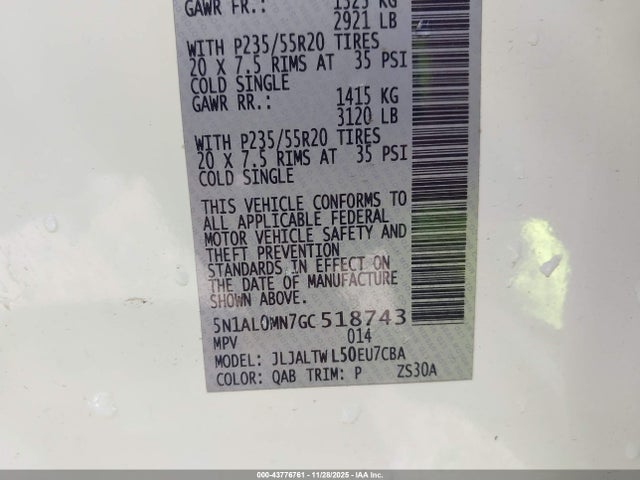 GAWR FR.: 1325 KG
2921 LB
WITH P235/55R20 TIRES
20 X 7.5 RIMS AT 35 PSI
COLD SINGLE
GAWR RR.: 1415 KG
3120 LB
WITH P235/55R20 TIRES
20 X 7.5 RIMS AT 35 PSI
COLD SINGLE
THIS VEHICLE CONFORMS TO
ALL APPLICABLE FEDERAL
MOTOR VEHICLE SAFETY AND
THEFT PREVENTION
STANDARDS IN EFFECT ON
THE DATE OF MANUFACTURE
SHOWN ABOVE.
5N1AL0MN7GC518743
MPV 014
MODEL: JLJALTWL50EU7CBA
COLOR: QAB TRIM: P ZS30A
000-43776761 - 11/28/2025 - IAA Inc.